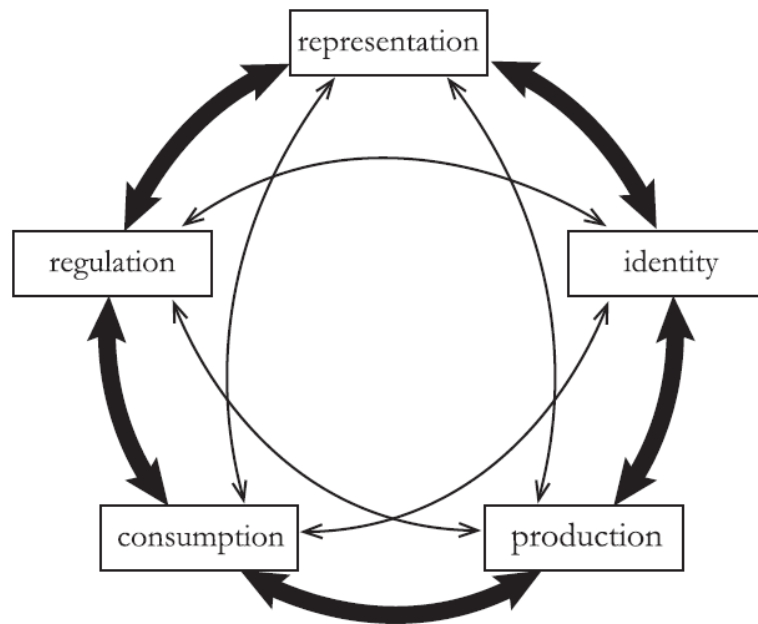 representation
regulation
identity
consumption
production